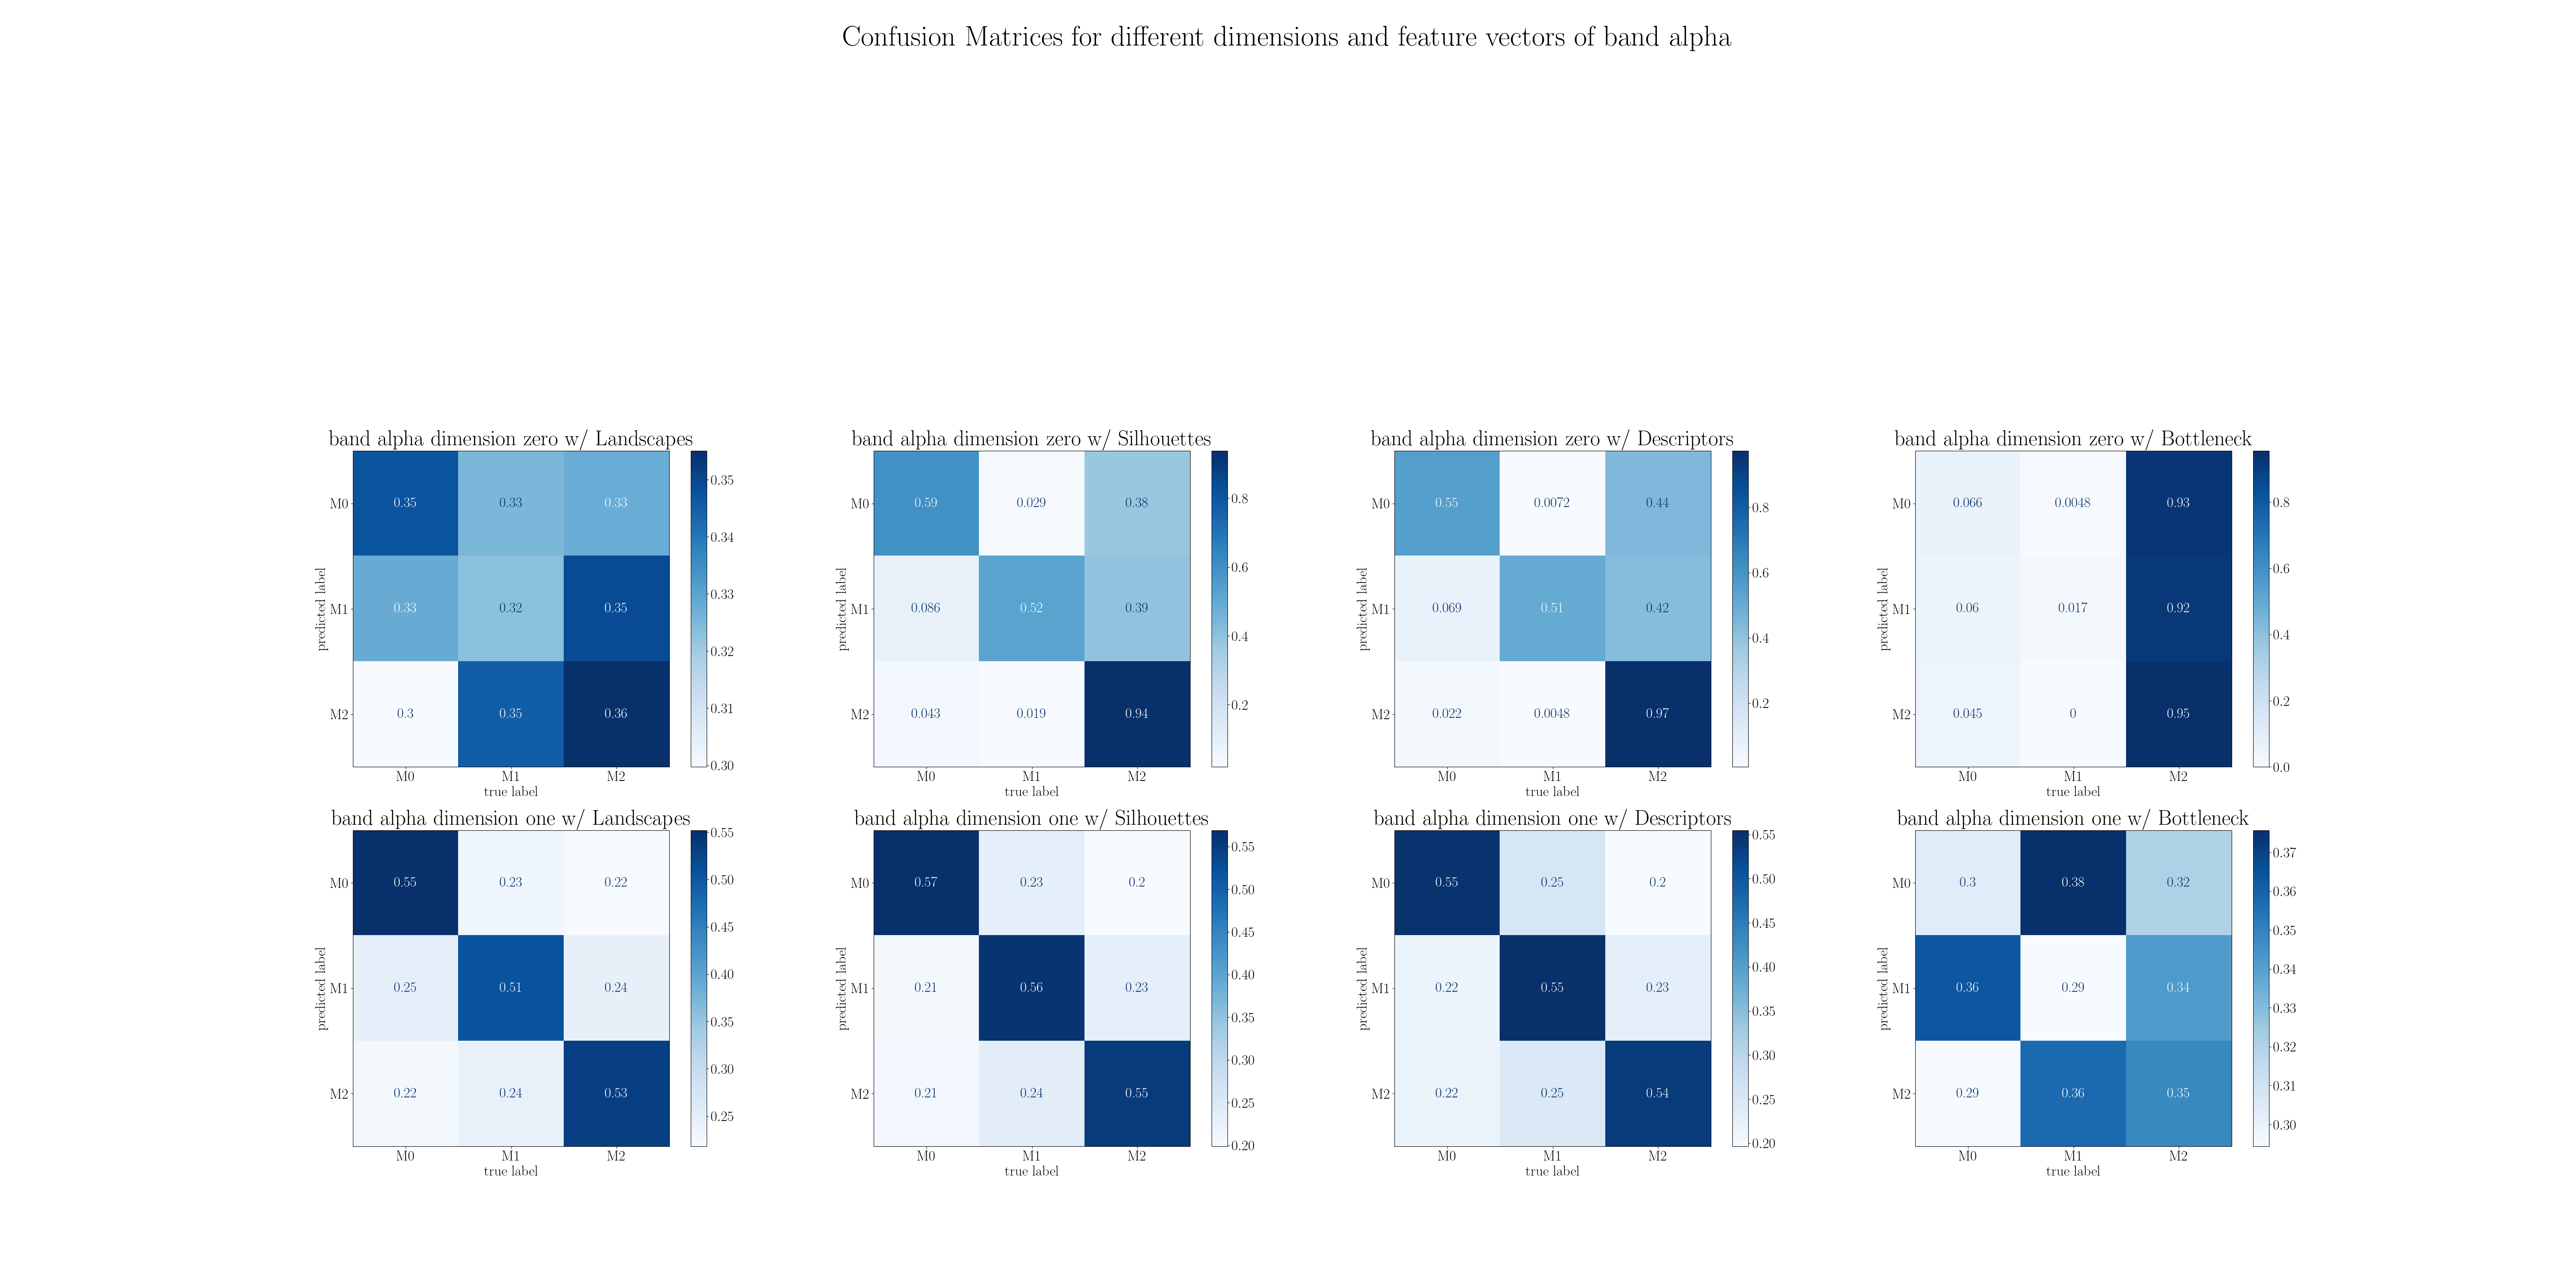 Confusion Matrices for different dimensions and feature vectors of band alpha
band alpha dimension zero w/ Landscapes
predicted label
M0 0.35 0.33 0.33
M1 0.33 0.32 0.35
M2 0.3 0.35 0.36
M0 M1 M2
true label
0.35
0.34
0.33
0.32
0.31
0.30
band alpha dimension zero w/ Silhouettes
predicted label
M0 0.59 0.029 0.38
M1 0.086 0.52 0.39
M2 0.043 0.019 0.94
M0 M1 M2
true label
0.8
0.6
0.4
0.2
band alpha dimension zero w/ Descriptors
predicted label
M0 0.55 0.0072 0.44
M1 0.069 0.51 0.42
M2 0.022 0.0048 0.97
M0 M1 M2
true label
0.8
0.6
0.4
0.2
band alpha dimension zero w/ Bottleneck
predicted label
M0 0.066 0.0048 0.93
M1 0.06 0.017 0.92
M2 0.045 0 0.95
M0 M1 M2
true label
0.8
0.6
0.4
0.2
0.0
band alpha dimension one w/ Landscapes
predicted label
M0 0.55 0.23 0.22
M1 0.25 0.51 0.24
M2 0.22 0.24 0.53
M0 M1 M2
true label
0.55
0.50
0.45
0.40
0.35
0.30
0.25
band alpha dimension one w/ Silhouettes
predicted label
M0 0.57 0.23 0.2
M1 0.21 0.56 0.23
M2 0.21 0.24 0.55
M0 M1 M2
true label
0.55
0.50
0.45
0.40
0.35
0.30
0.25
0.20
band alpha dimension one w/ Descriptors
predicted label
M0 0.55 0.25 0.2
M1 0.22 0.55 0.23
M2 0.22 0.25 0.54
M0 M1 M2
true label
0.55
0.50
0.45
0.40
0.35
0.30
0.25
0.20
band alpha dimension one w/ Bottleneck
predicted label
M0 0.3 0.38 0.32
M1 0.36 0.29 0.34
M2 0.29 0.36 0.35
M0 M1 M2
true label
0.37
0.36
0.35
0.34
0.33
0.32
0.31
0.30